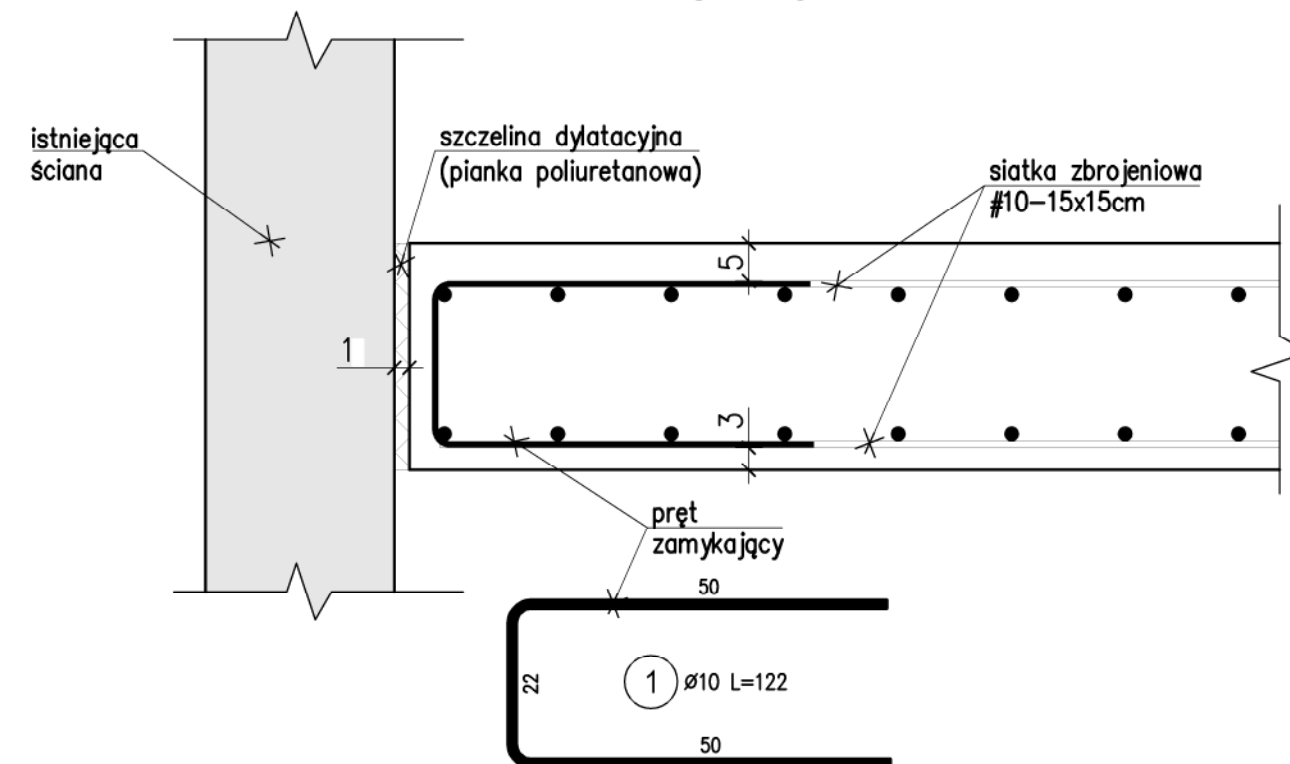 istniejąca
ściana
szczelina dylatacyjna
(pianka poliuretanowa)
siatka zbrojeniowa
#10-15x15cm
5
1
3
pręt
zamykający
50
22
1 ø10 L=122
50